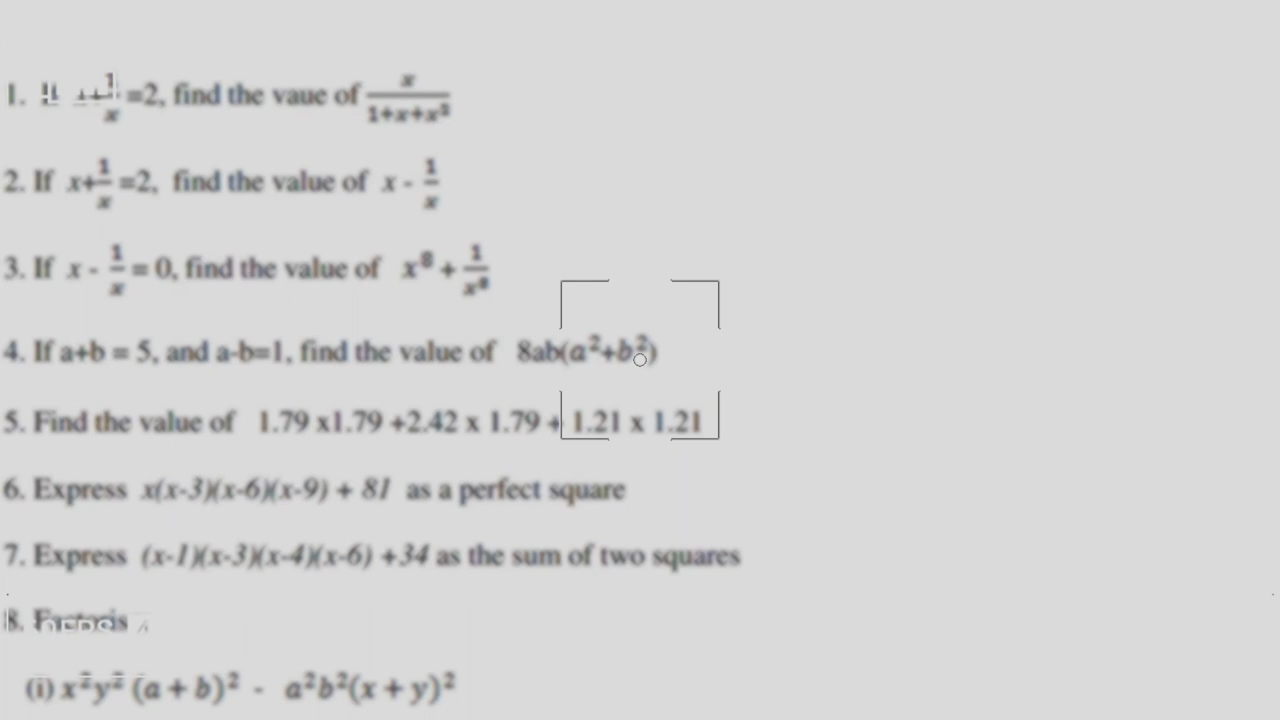 1. If x+1/x =2, find the vaue of x/(1+x+x²)
2. If x+1/x =2, find the value of x - 1/x
3. If x - 1/x = 0, find the value of x⁸ + 1/x⁸
4. If a+b = 5, and a-b=1, find the value of 8ab(a²+b²)
5. Find the value of 1.79 x1.79 +2.42 x 1.79 + 1.21 x 1.21
6. Express x(x-3)(x-6)(x-9) + 81 as a perfect square
7. Express (x-1)(x-3)(x-4)(x-6) +34 as the sum of two squares
8.
(i) x²y² (a + b)² - a²b²(x + y)²